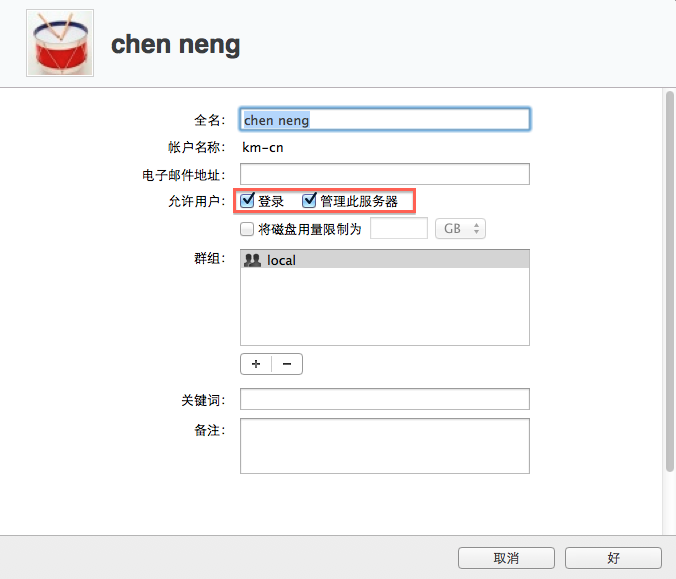 chen neng
全名： chen neng
帐户名称： km-cn
电子邮件地址：
允许用户： 登录 管理此服务器
将磁盘用量限制为 GB
群组： local
+ −
关键词：
备注：
取消 好